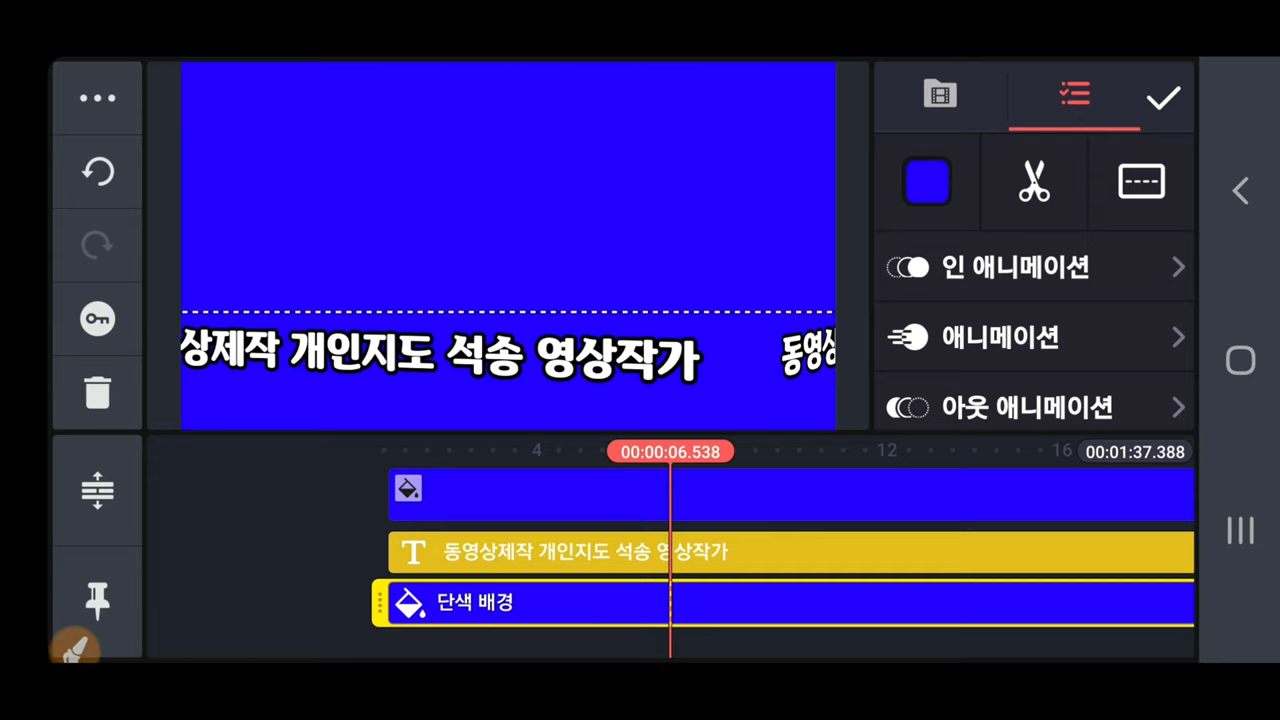 상제작 개인지도 석송 영상작가
동영상
인 애니메이션
애니메이션
아웃 애니메이션
4
00:00:06.538
12
16
00:01:37.388
T 동영상제작 개인지도 석송 영상작가
단색 배경